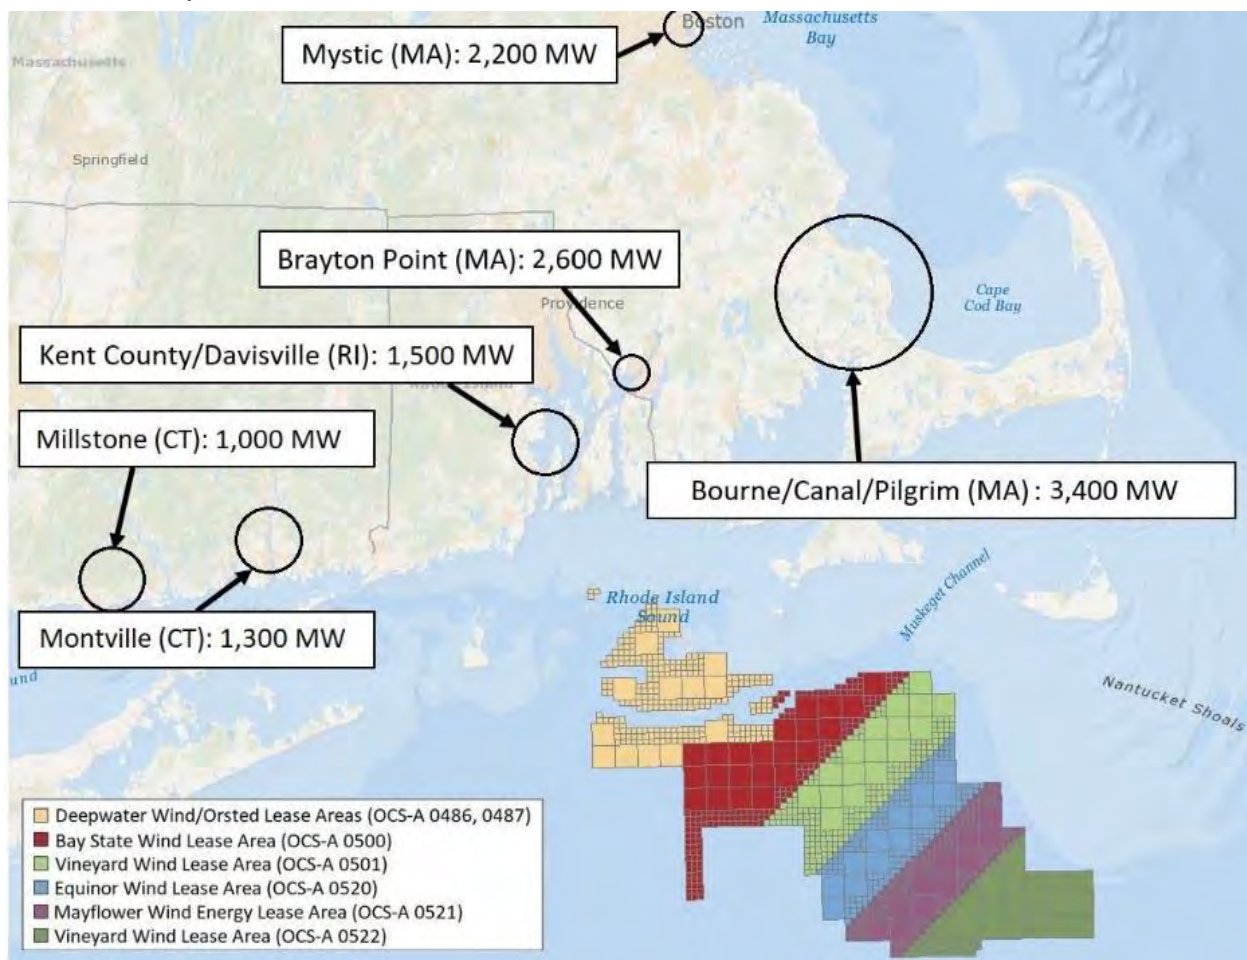 Boston
Massachusetts
Bay
Mystic (MA): 2,200 MW
Massachusetts
Springfield
Brayton Point (MA): 2,600 MW
Providence
Cape
Cod Bay
Kent County/Davisville (RI): 1,500 MW
Millstone (CT): 1,000 MW
Bourne/Canal/Pilgrim (MA) : 3,400 MW
Montville (CT): 1,300 MW
Rhode Island
Sound
Muskeget Channel
Nantucket Shoals
und
Deepwater Wind/Orsted Lease Areas (OCS-A 0486, 0487)
Bay State Wind Lease Area (OCS-A 0500)
Vineyard Wind Lease Area (OCS-A 0501)
Equinor Wind Lease Area (OCS-A 0520)
Mayflower Wind Energy Lease Area (OCS-A 0521)
Vineyard Wind Lease Area (OCS-A 0522)